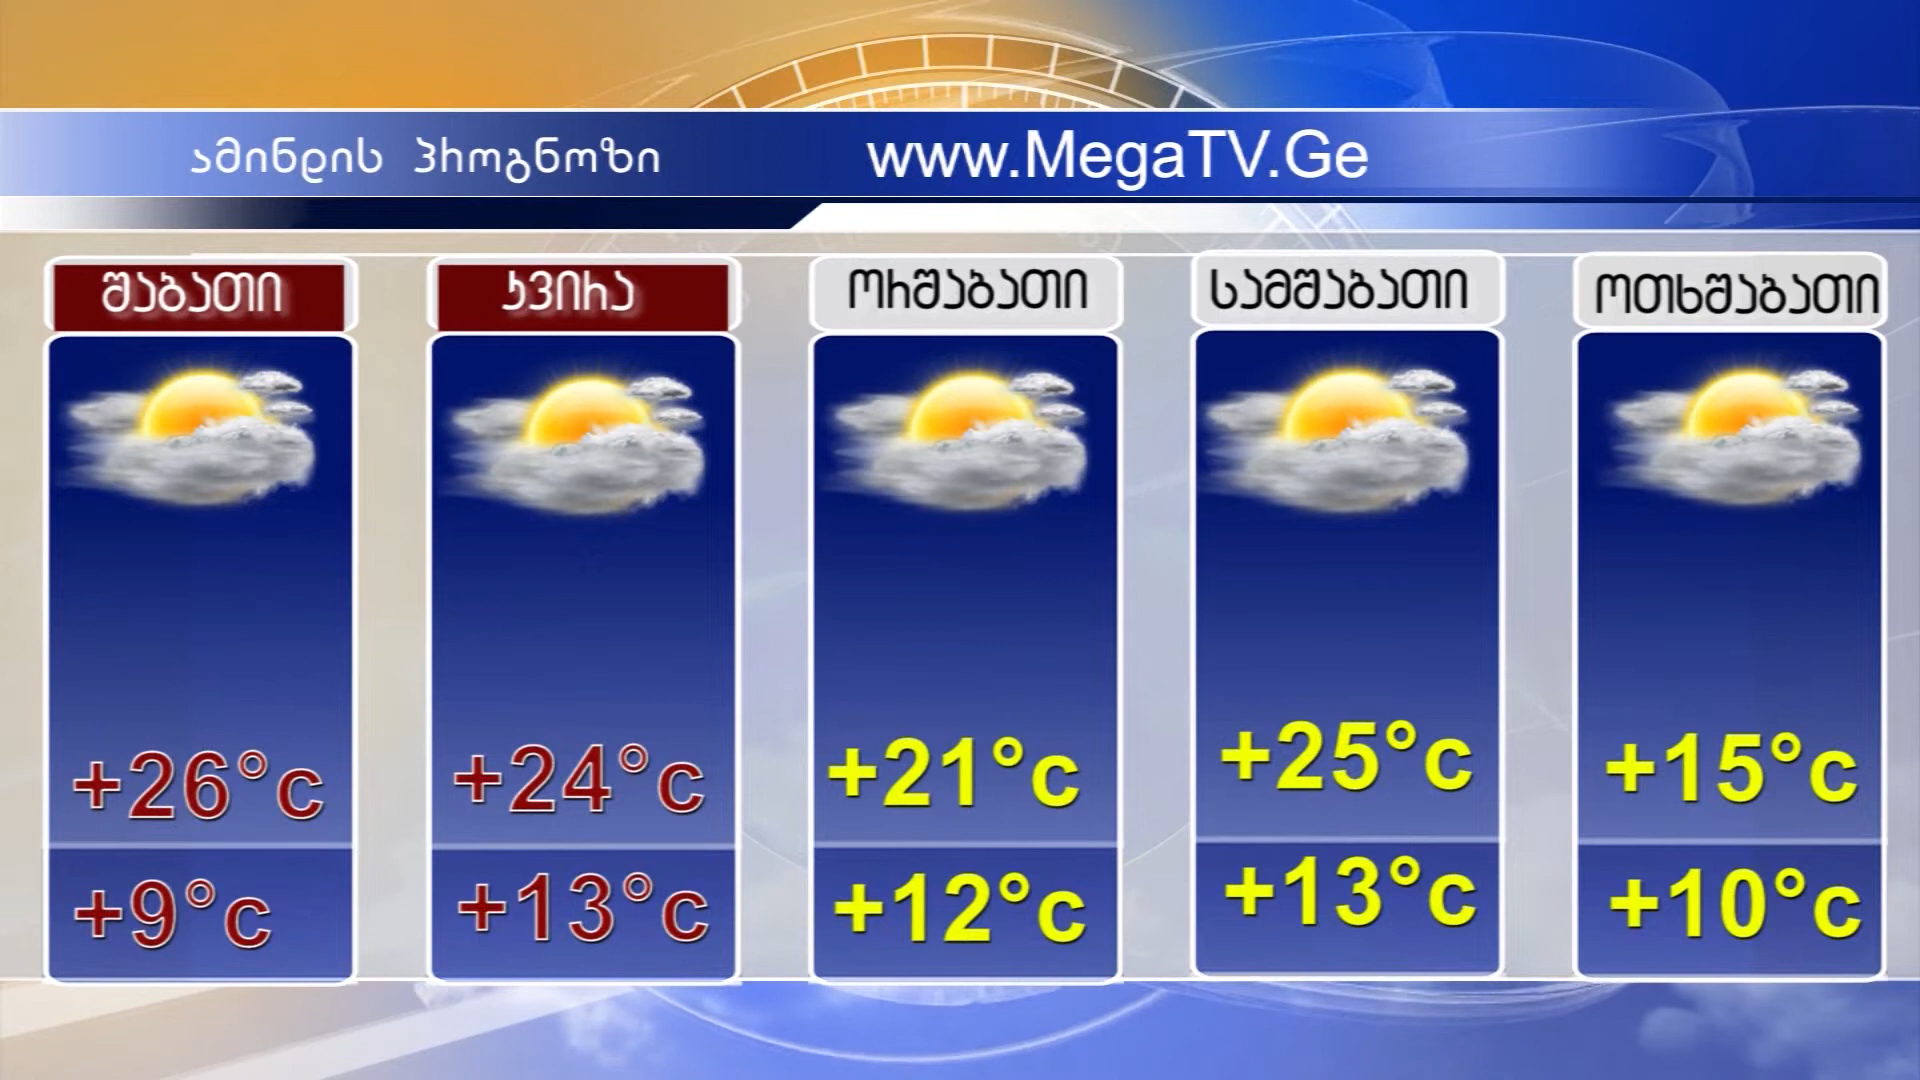 ამინდის პროგნოზი
www.MegaTV.Ge
შაბათი
კვირა
ორშაბათი
სამშაბათი
ოთხშაბათი
+26°c
+24°c
+21°c
+25°c
+15°c
+9°c
+13°c
+12°c
+13°c
+10°c